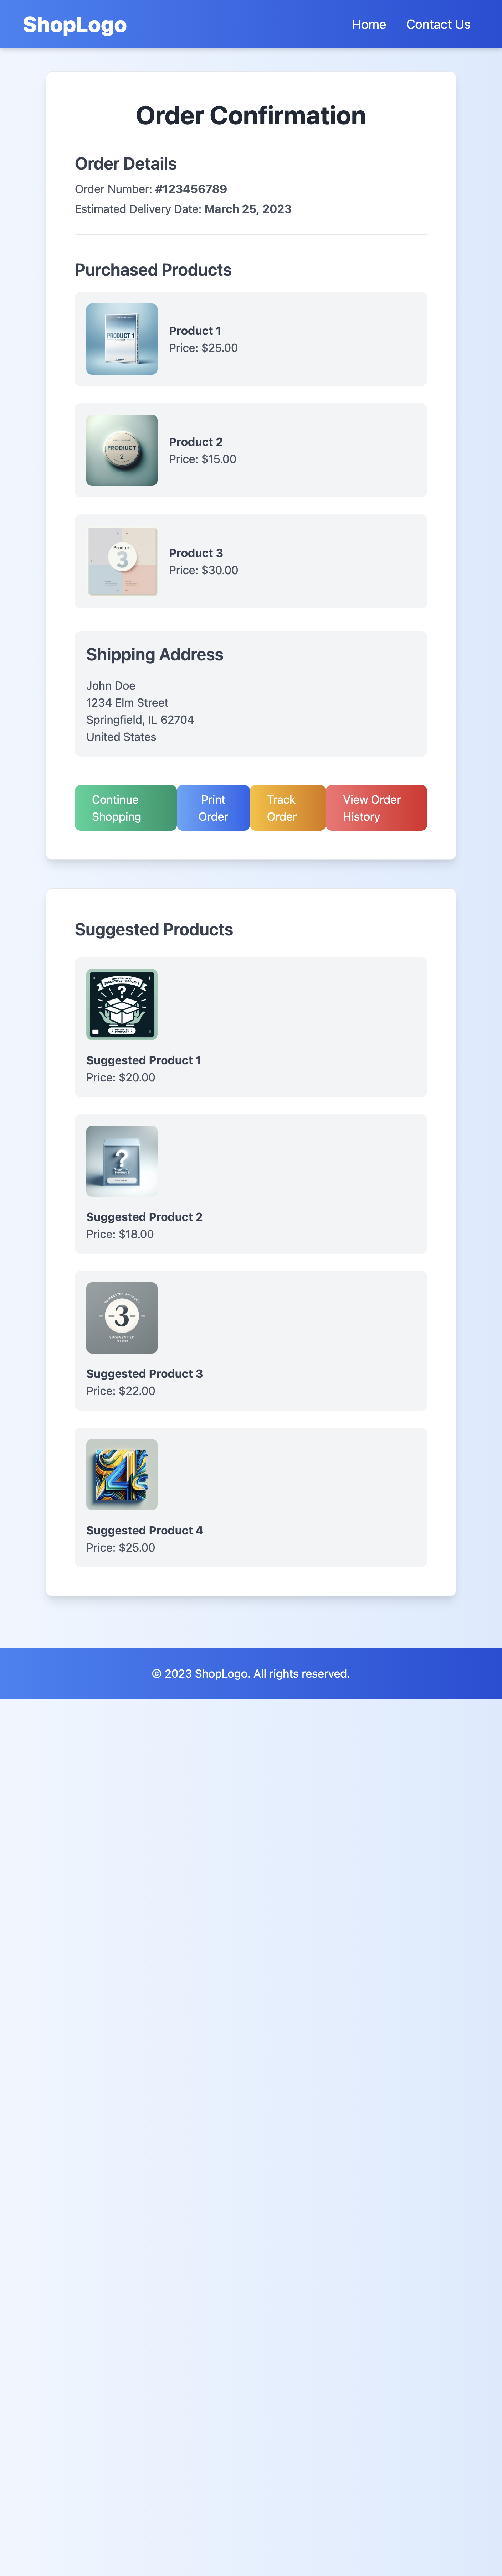 ShopLogo
Home
Contact Us
Order Confirmation
Order Details
Order Number: #123456789
Estimated Delivery Date: March 25, 2023
Purchased Products
PRODUCT 1
Product 1
Price: $25.00
PRODIUCT
2
Product 2
Price: $15.00
Product
3
Product 3
Price: $30.00
Shipping Address
John Doe
1234 Elm Street
Springfield, IL 62704
United States
Continue
Shopping
Print
Order
Track
Order
View Order
History
Suggested Products
?
Suggested Product 1
Price: $20.00
?
Suggested Product 2
Price: $18.00
SUGGESTED PRODUCT
3
Suggested Product 3
Price: $22.00
4
Suggested Product 4
Price: $25.00
© 2023 ShopLogo. All rights reserved.